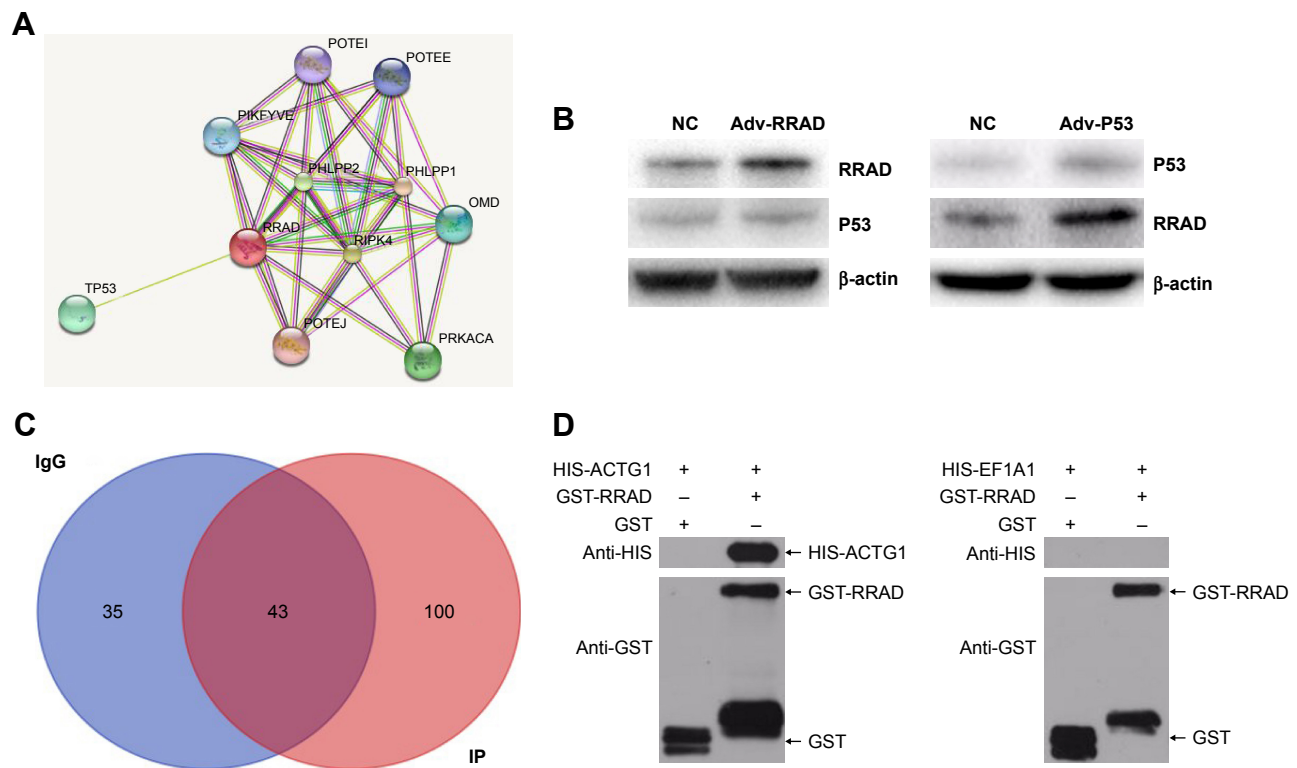 A
POTEI
POTEE
PIKFYVE
PHLPP2
PHLPP1
OMD
RRAD
RIPK4
TP53
POTEJ
PRKACA
B
NC Adv-RRAD
RRAD
P53
β-actin
NC Adv-P53
P53
RRAD
β-actin
C
IgG
35
43
100
IP
D
HIS-ACTG1 + +
GST-RRAD – +
GST + –
Anti-HIS ← HIS-ACTG1
← GST-RRAD
Anti-GST
← GST
HIS-EF1A1 + +
GST-RRAD – +
GST + –
Anti-HIS
← GST-RRAD
Anti-GST
← GST